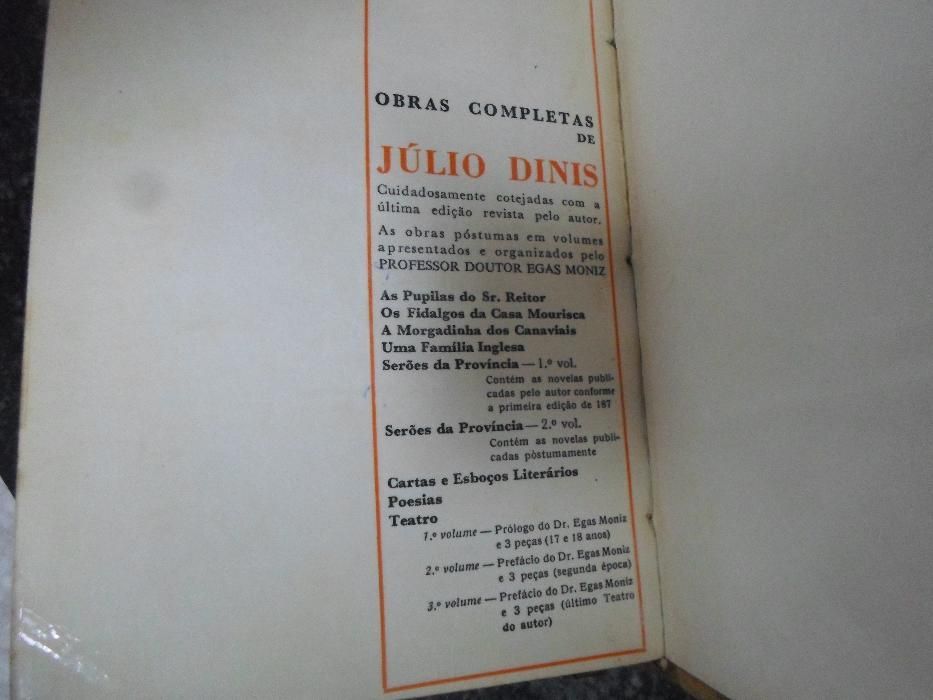 OBRAS COMPLETAS
DE
JÚLIO DINIS
Cuidadosamente cotejadas com a
última edição revista pelo autor.
As obras póstumas em volumes
apresentados e organizados pelo
PROFESSOR DOUTOR EGAS MONIZ
As Pupilas do Sr. Reitor
Os Fidalgos da Casa Mourisca
A Morgadinha dos Canaviais
Uma Família Inglesa
Serões da Província — 1.º vol.
Contém as novelas publi-
cadas pelo autor conforme
a primeira edição de 187
Serões da Província — 2.º vol.
Contém as novelas publi-
cadas pòstumamente
Cartas e Esboços Literários
Poesias
Teatro
1.º volume — Prólogo do Dr. Egas Moniz
e 3 peças (17 e 18 anos)
2.º volume — Prefácio do Dr. Egas Moniz
e 3 peças (segunda época)
3.º volume — Prefácio do Dr. Egas Moniz
e 3 peças (último Teatro
do autor)